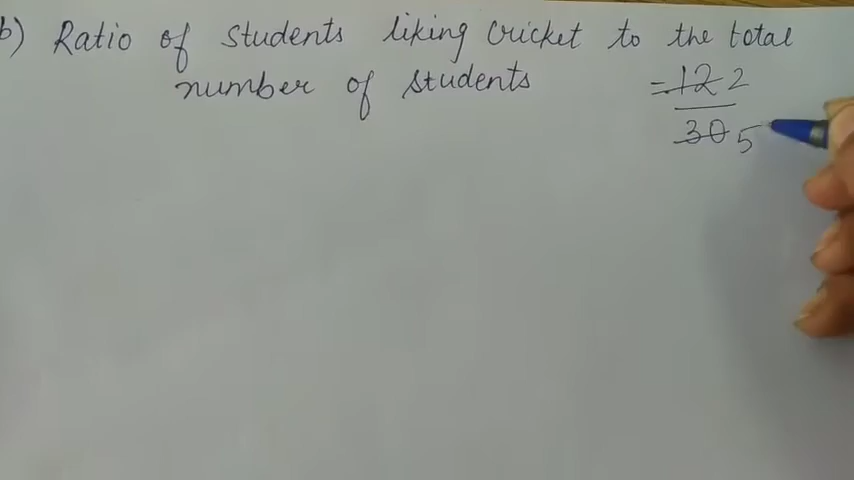 b) Ratio of students liking cricket to the total
number of students = 12 2
30 5